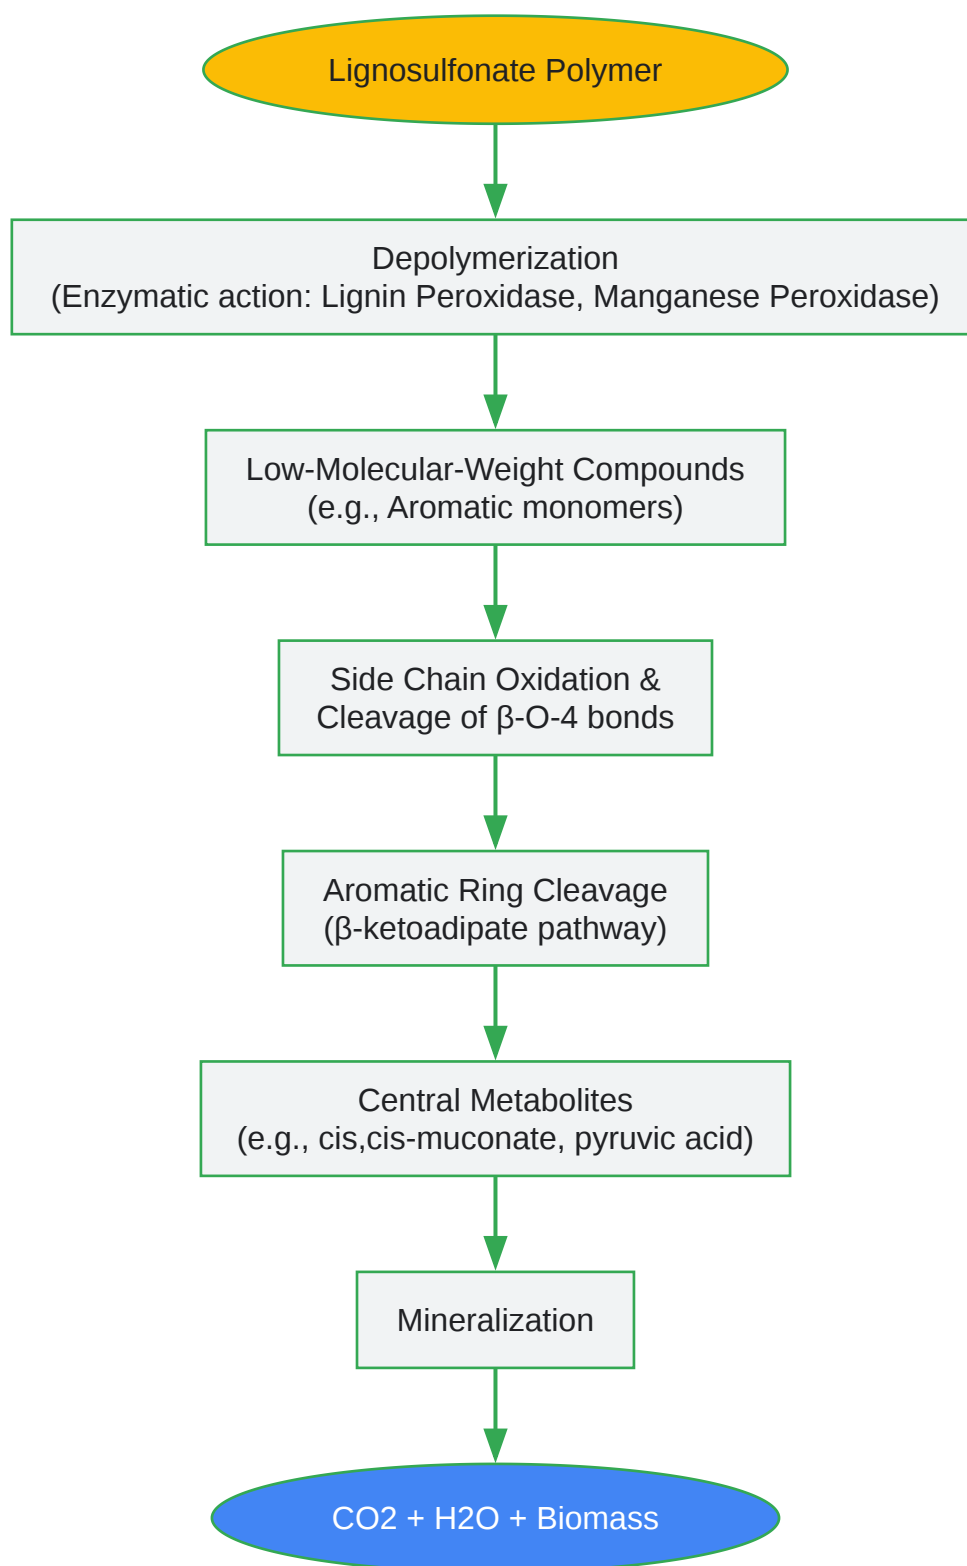 Lignosulfonate Polymer
Depolymerization
(Enzymatic action: Lignin Peroxidase, Manganese Peroxidase)
Low-Molecular-Weight Compounds
(e.g., Aromatic monomers)
Side Chain Oxidation &
Cleavage of β-O-4 bonds
Aromatic Ring Cleavage
(β-ketoadipate pathway)
Central Metabolites
(e.g., cis,cis-muconate, pyruvic acid)
Mineralization
CO2 + H2O + Biomass